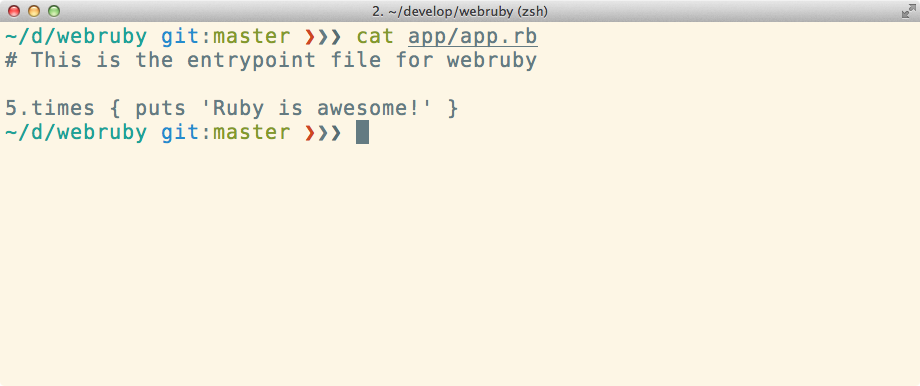 2. ~/develop/webruby (zsh)
~/d/webruby git:master ❯❯❯ cat app/app.rb
# This is the entrypoint file for webruby

5.times { puts 'Ruby is awesome!' }
~/d/webruby git:master ❯❯❯